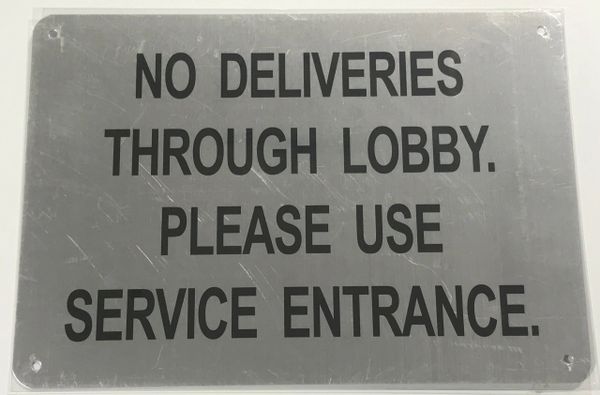 NO DELIVERIES
THROUGH LOBBY.
PLEASE USE
SERVICE ENTRANCE.